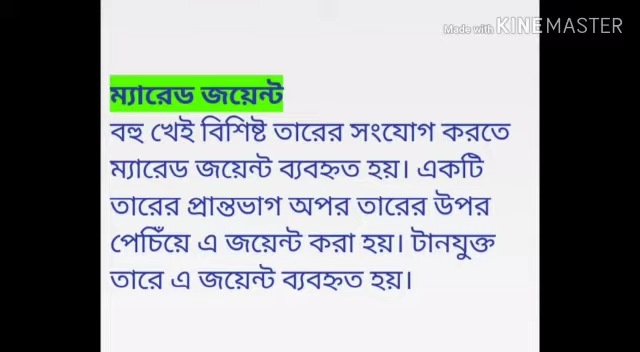 Made with KINEMASTER
ম্যারেড জয়েন্ট
বহু খেই বিশিষ্ট তারের সংযোগ করতে
ম্যারেড জয়েন্ট ব্যবহৃত হয়। একটি
তারের প্রান্তভাগ অপর তারের উপর
পেচিঁয়ে এ জয়েন্ট করা হয়। টানযুক্ত
তারে এ জয়েন্ট ব্যবহৃত হয়।